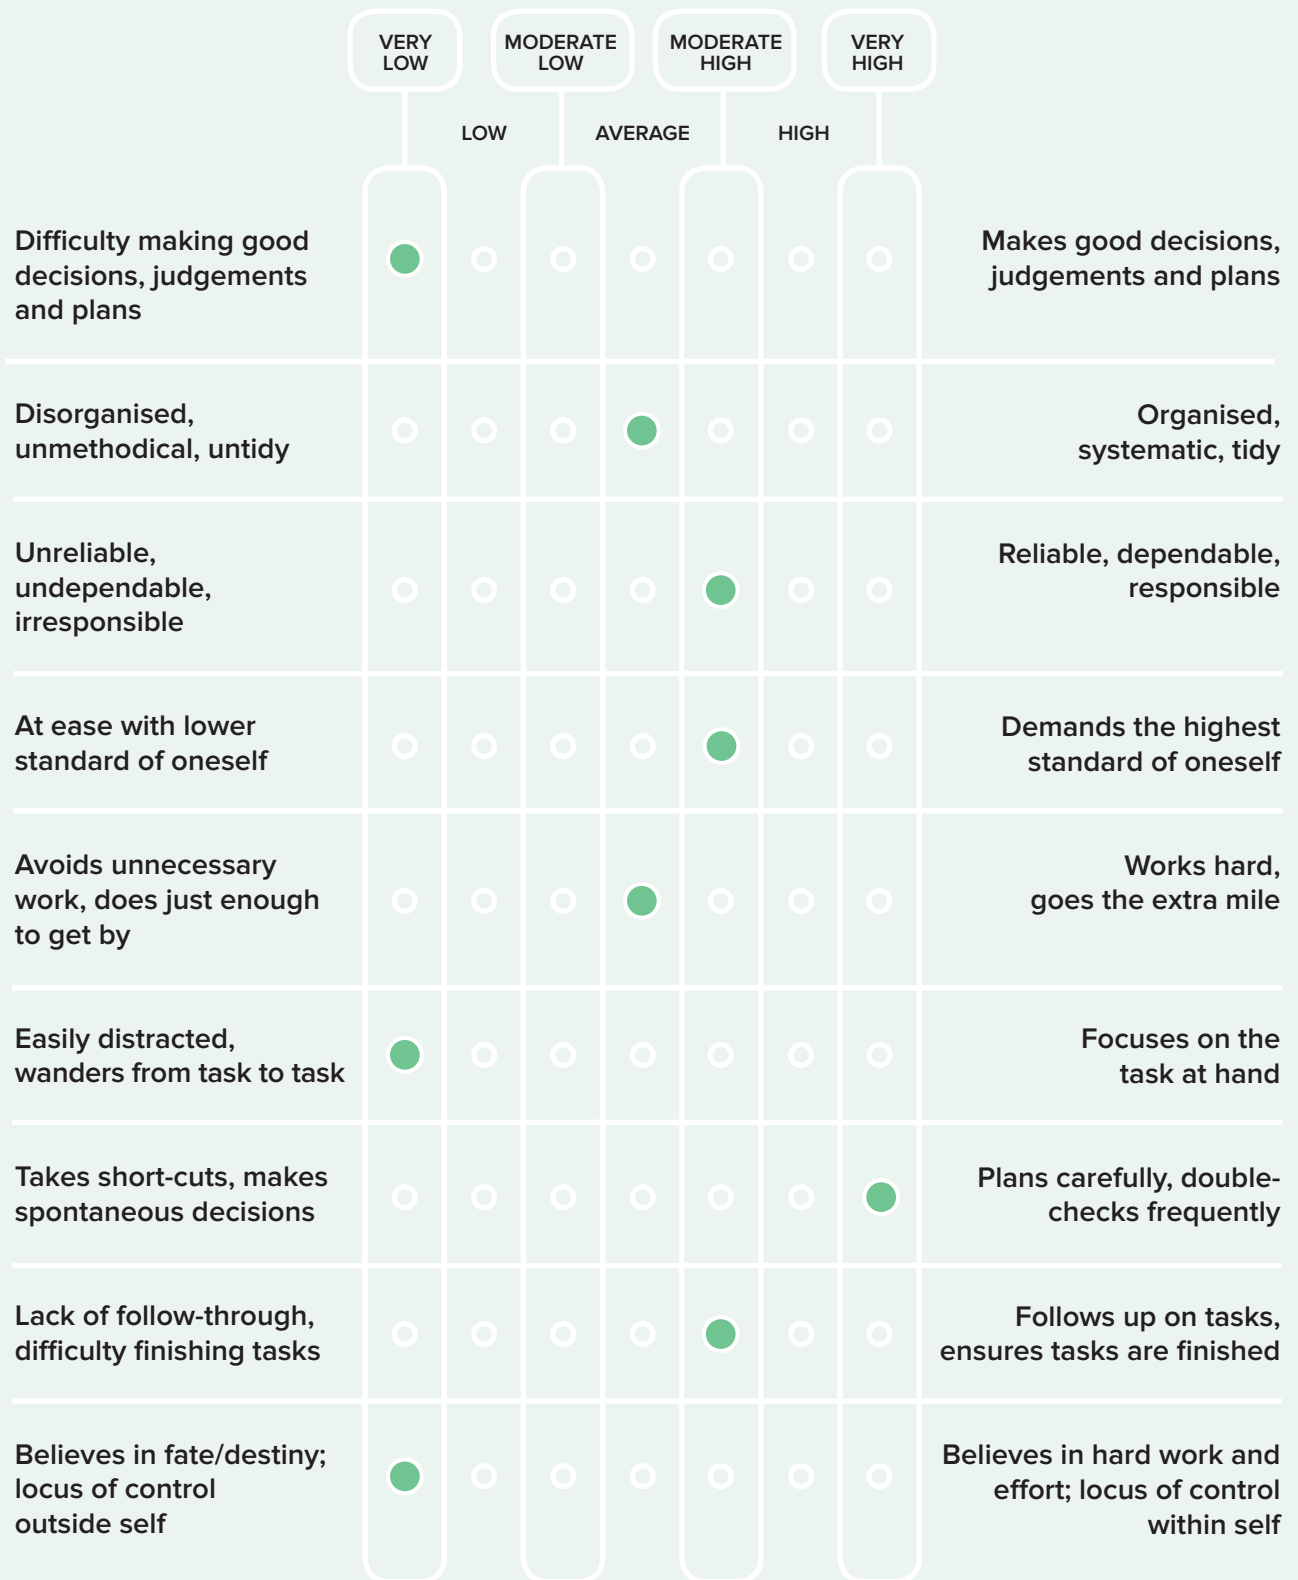 VERY
LOW
MODERATE
LOW
MODERATE
HIGH
VERY
HIGH
LOW
AVERAGE
HIGH
Difficulty making good
decisions, judgements
and plans
Makes good decisions,
judgements and plans
Disorganised,
unmethodical, untidy
Organised,
systematic, tidy
Unreliable,
undependable,
irresponsible
Reliable, dependable,
responsible
At ease with lower
standard of oneself
Demands the highest
standard of oneself
Avoids unnecessary
work, does just enough
to get by
Works hard,
goes the extra mile
Easily distracted,
wanders from task to task
Focuses on the
task at hand
Takes short-cuts, makes
spontaneous decisions
Plans carefully, double-
checks frequently
Lack of follow-through,
difficulty finishing tasks
Follows up on tasks,
ensures tasks are finished
Believes in fate/destiny;
locus of control
outside self
Believes in hard work and
effort; locus of control
within self